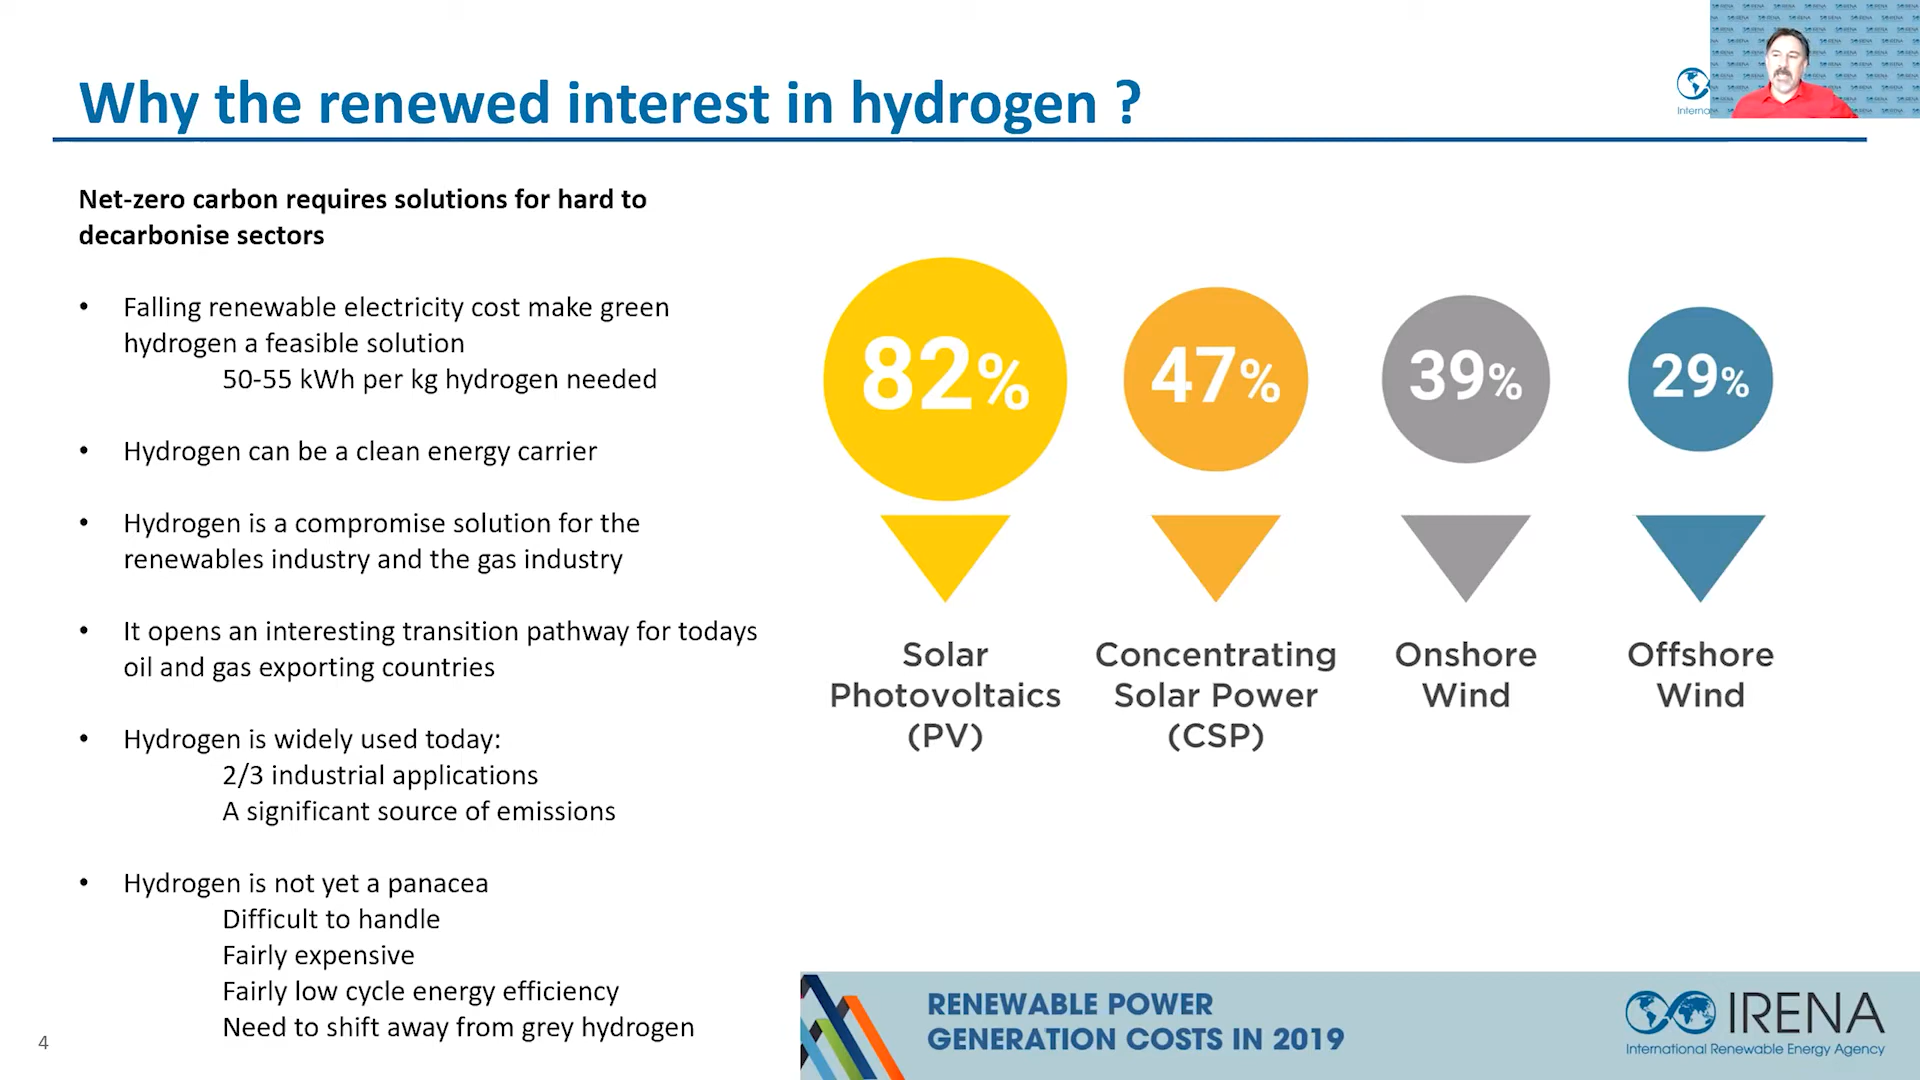 Why the renewed interest in hydrogen ?
Interna
Net-zero carbon requires solutions for hard to
decarbonise sectors
• Falling renewable electricity cost make green
hydrogen a feasible solution
50-55 kWh per kg hydrogen needed
• Hydrogen can be a clean energy carrier
• Hydrogen is a compromise solution for the
renewables industry and the gas industry
• It opens an interesting transition pathway for todays
oil and gas exporting countries
• Hydrogen is widely used today:
2/3 industrial applications
A significant source of emissions
• Hydrogen is not yet a panacea
Difficult to handle
Fairly expensive
Fairly low cycle energy efficiency
Need to shift away from grey hydrogen
82%
47%
39%
29%
Solar
Photovoltaics
(PV)
Concentrating
Solar Power
(CSP)
Onshore
Wind
Offshore
Wind
RENEWABLE POWER
GENERATION COSTS IN 2019
IRENA
International Renewable Energy Agency
4